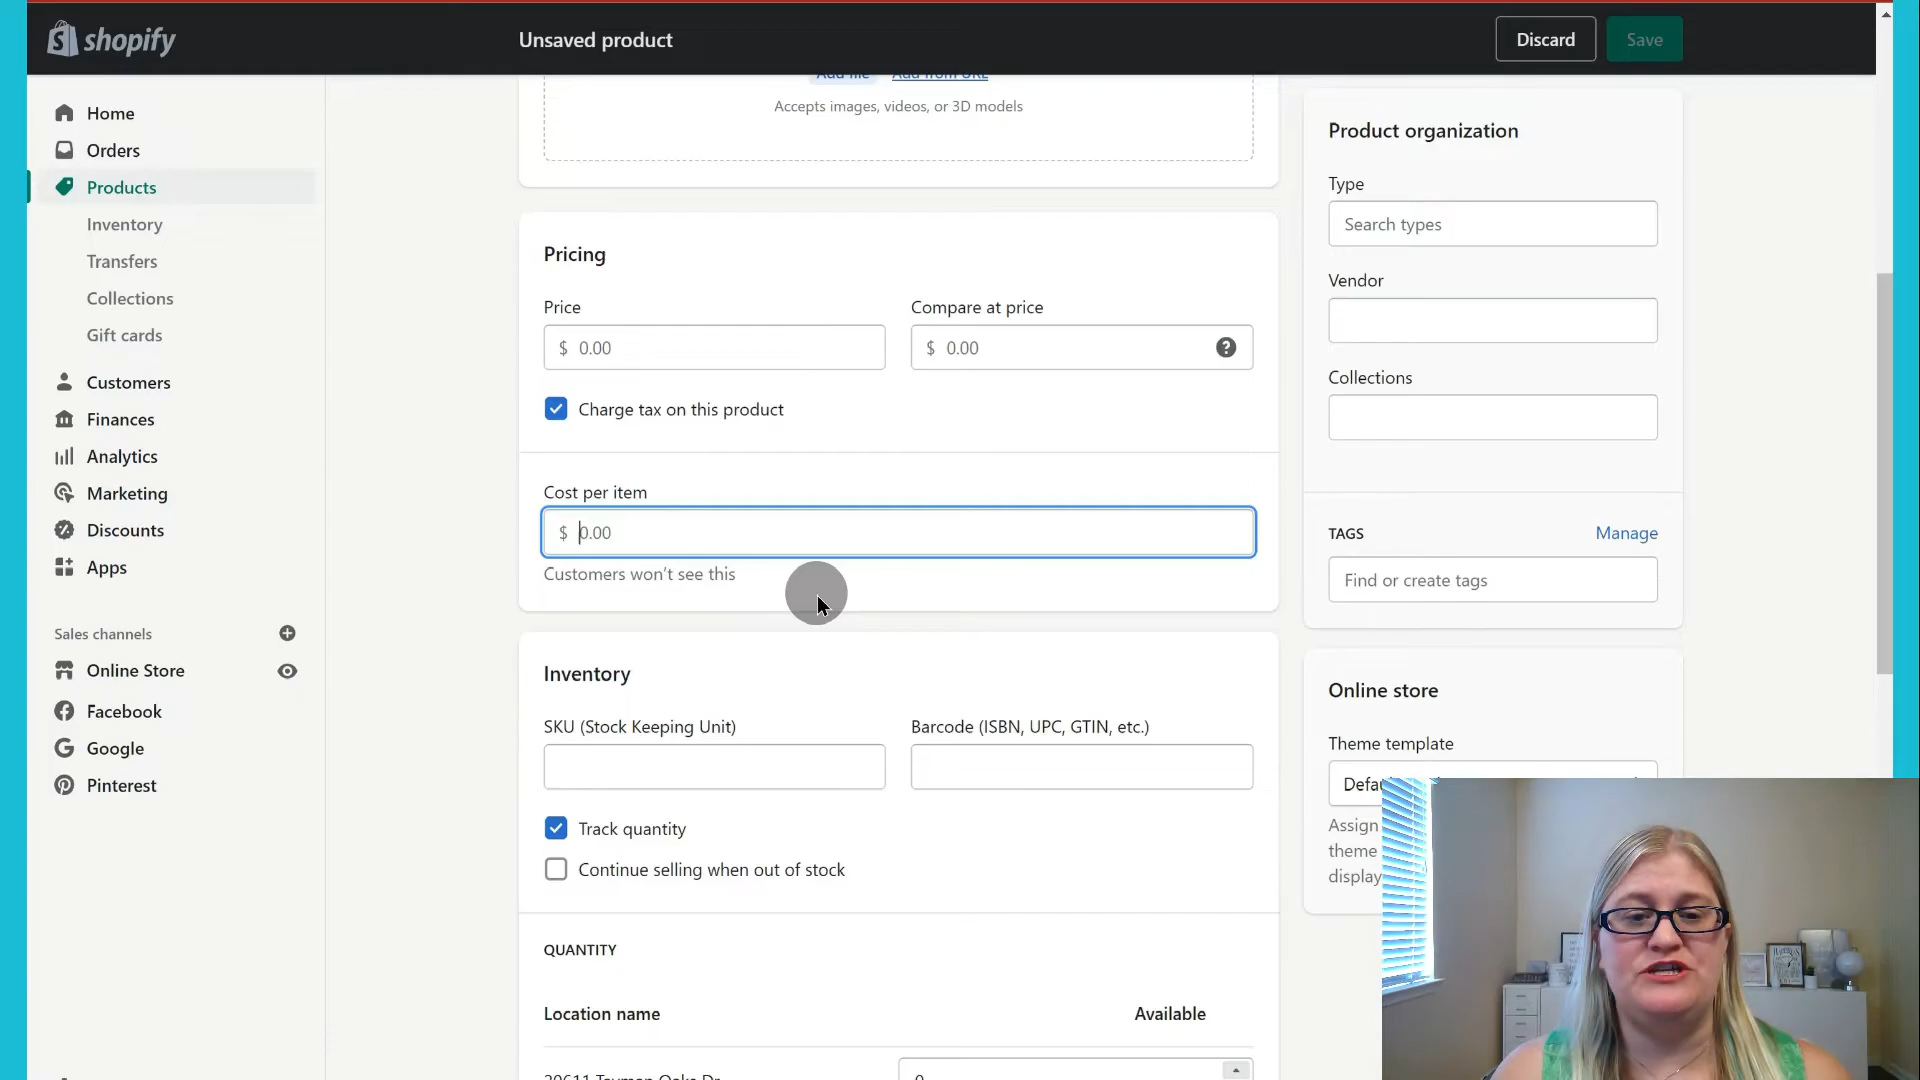 shopify
Unsaved product
Discard
Save
Home
Orders
Products
Inventory
Transfers
Collections
Gift cards
Customers
Finances
Analytics
Marketing
Discounts
Apps
Sales channels
Online Store
Facebook
Google
Pinterest
Add file Add from URL
Accepts images, videos, or 3D models
Pricing
Price
$ 0.00
Compare at price
$ 0.00
Charge tax on this product
Cost per item
$ 0.00
Customers won't see this
Inventory
SKU (Stock Keeping Unit)
Barcode (ISBN, UPC, GTIN, etc.)
Track quantity
Continue selling when out of stock
QUANTITY
Location name
Available
Product organization
Type
Search types
Vendor
Collections
TAGS
Manage
Find or create tags
Online store
Theme template
Assign
theme
display